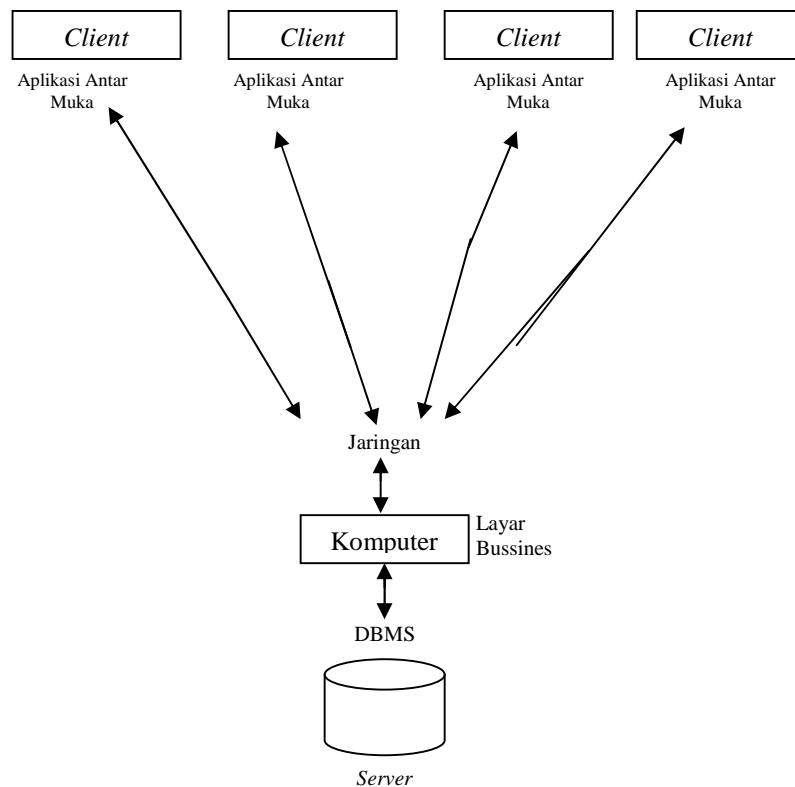 Client
Client
Client
Client
Aplikasi Antar
Muka
Aplikasi Antar
Muka
Aplikasi Antar
Muka
Aplikasi Antar
Muka
Jaringan
Komputer
Layar
Bussines
DBMS
Server